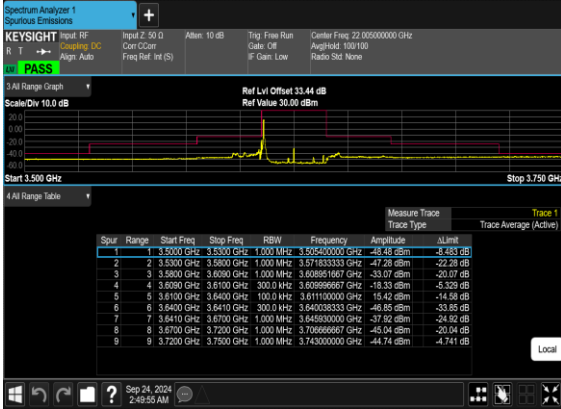 Spectrum Analyzer 1
Spurious Emissions
+
KEYSIGHT Input: RF Input Z: 50 Ω Atten: 10 dB Trig: Free Run Center Freq: 22.005000000 GHz
R T Coupling: DC Corr CCorr Gate: Off Avg|Hold: 100/100
Align: Auto Freq Ref: Int (S) IF Gain: Low Radio Std: None
PASS
3 All Range Graph
Ref Lvl Offset 33.44 dB
Scale/Div 10.0 dB Ref Value 30.00 dBm
20.0
0.00
-20.0
-40.0
-60.0
Start 3.500 GHz Stop 3.750 GHz
4 All Range Table
Measure Trace Trace 1
Trace Type Trace Average (Active)
Spur Range Start Freq Stop Freq RBW Frequency Amplitude ΔLimit
1 1 3.5000 GHz 3.5300 GHz 1.000 MHz 3.505400000 GHz -48.48 dBm -8.483 dB
2 2 3.5300 GHz 3.5800 GHz 1.000 MHz 3.571833333 GHz -47.28 dBm -22.28 dB
3 3 3.5800 GHz 3.6090 GHz 1.000 MHz 3.608951667 GHz -33.07 dBm -20.07 dB
4 4 3.6090 GHz 3.6100 GHz 300.0 kHz 3.609996667 GHz -18.33 dBm -5.329 dB
5 5 3.6100 GHz 3.6400 GHz 100.0 kHz 3.611100000 GHz 15.42 dBm -14.58 dB
6 6 3.6400 GHz 3.6410 GHz 300.0 kHz 3.640038333 GHz -46.85 dBm -33.85 dB
7 7 3.6410 GHz 3.6700 GHz 1.000 MHz 3.645930000 GHz -37.92 dBm -24.92 dB
8 8 3.6700 GHz 3.7200 GHz 1.000 MHz 3.706666667 GHz -45.04 dBm -20.04 dB
9 9 3.7200 GHz 3.7500 GHz 1.000 MHz 3.743000000 GHz -44.74 dBm -4.741 dB
Local
? Sep 24, 2024
2:49:55 AM